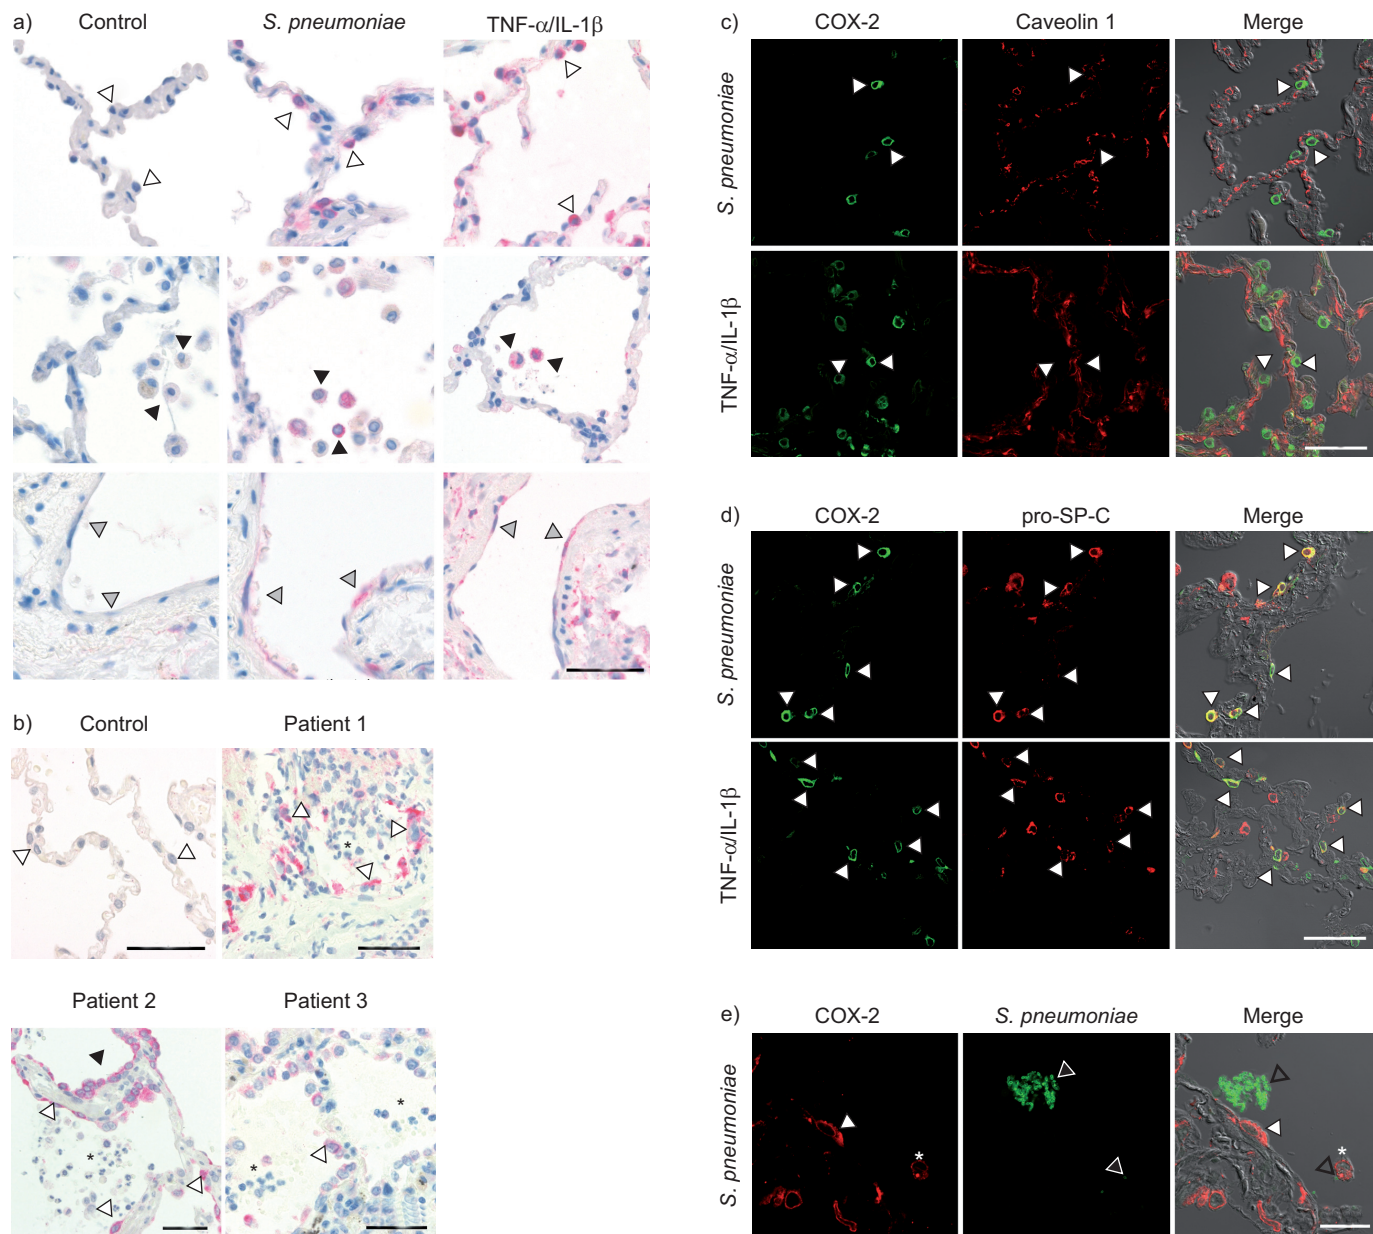 a)
Control
S. pneumoniae
TNF-α/IL-1β
b)
Control
Patient 1
*
Patient 2
Patient 3
*
*
*
c)
COX-2
Caveolin 1
Merge
S. pneumoniae
TNF-α/IL-1β
d)
COX-2
pro-SP-C
Merge
S. pneumoniae
TNF-α/IL-1β
e)
COX-2
S. pneumoniae
Merge
S. pneumoniae
*
*